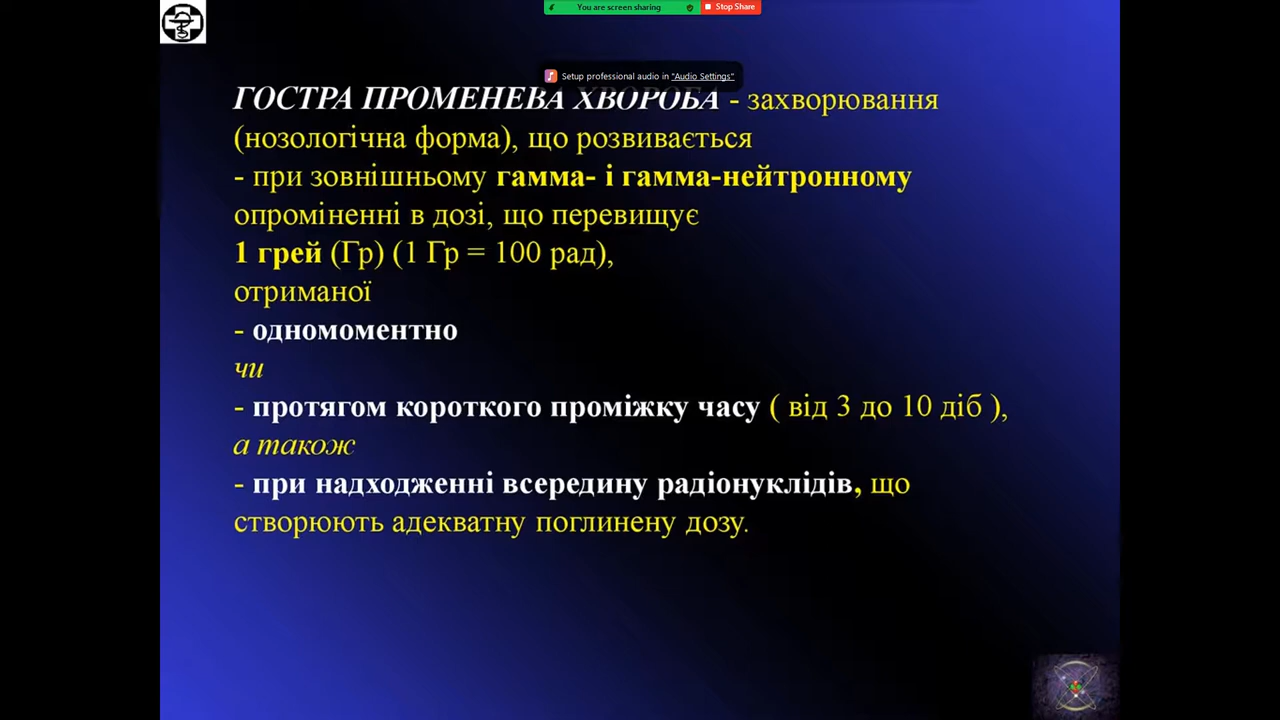 You are screen sharing Stop Share
Setup professional audio in "Audio Settings"
ГОСТРА ПРОМЕНЕВА ХВОРОБА - захворювання
(нозологічна форма), що розвивається
- при зовнішньому гамма- і гамма-нейтронному
опроміненні в дозі, що перевищує
1 грей (Гр) (1 Гр = 100 рад),
отриманої
- одномоментно
чи
- протягом короткого проміжку часу ( від 3 до 10 діб ),
а також
- при надходженні всередину радіонуклідів, що
створюють адекватну поглинену дозу.